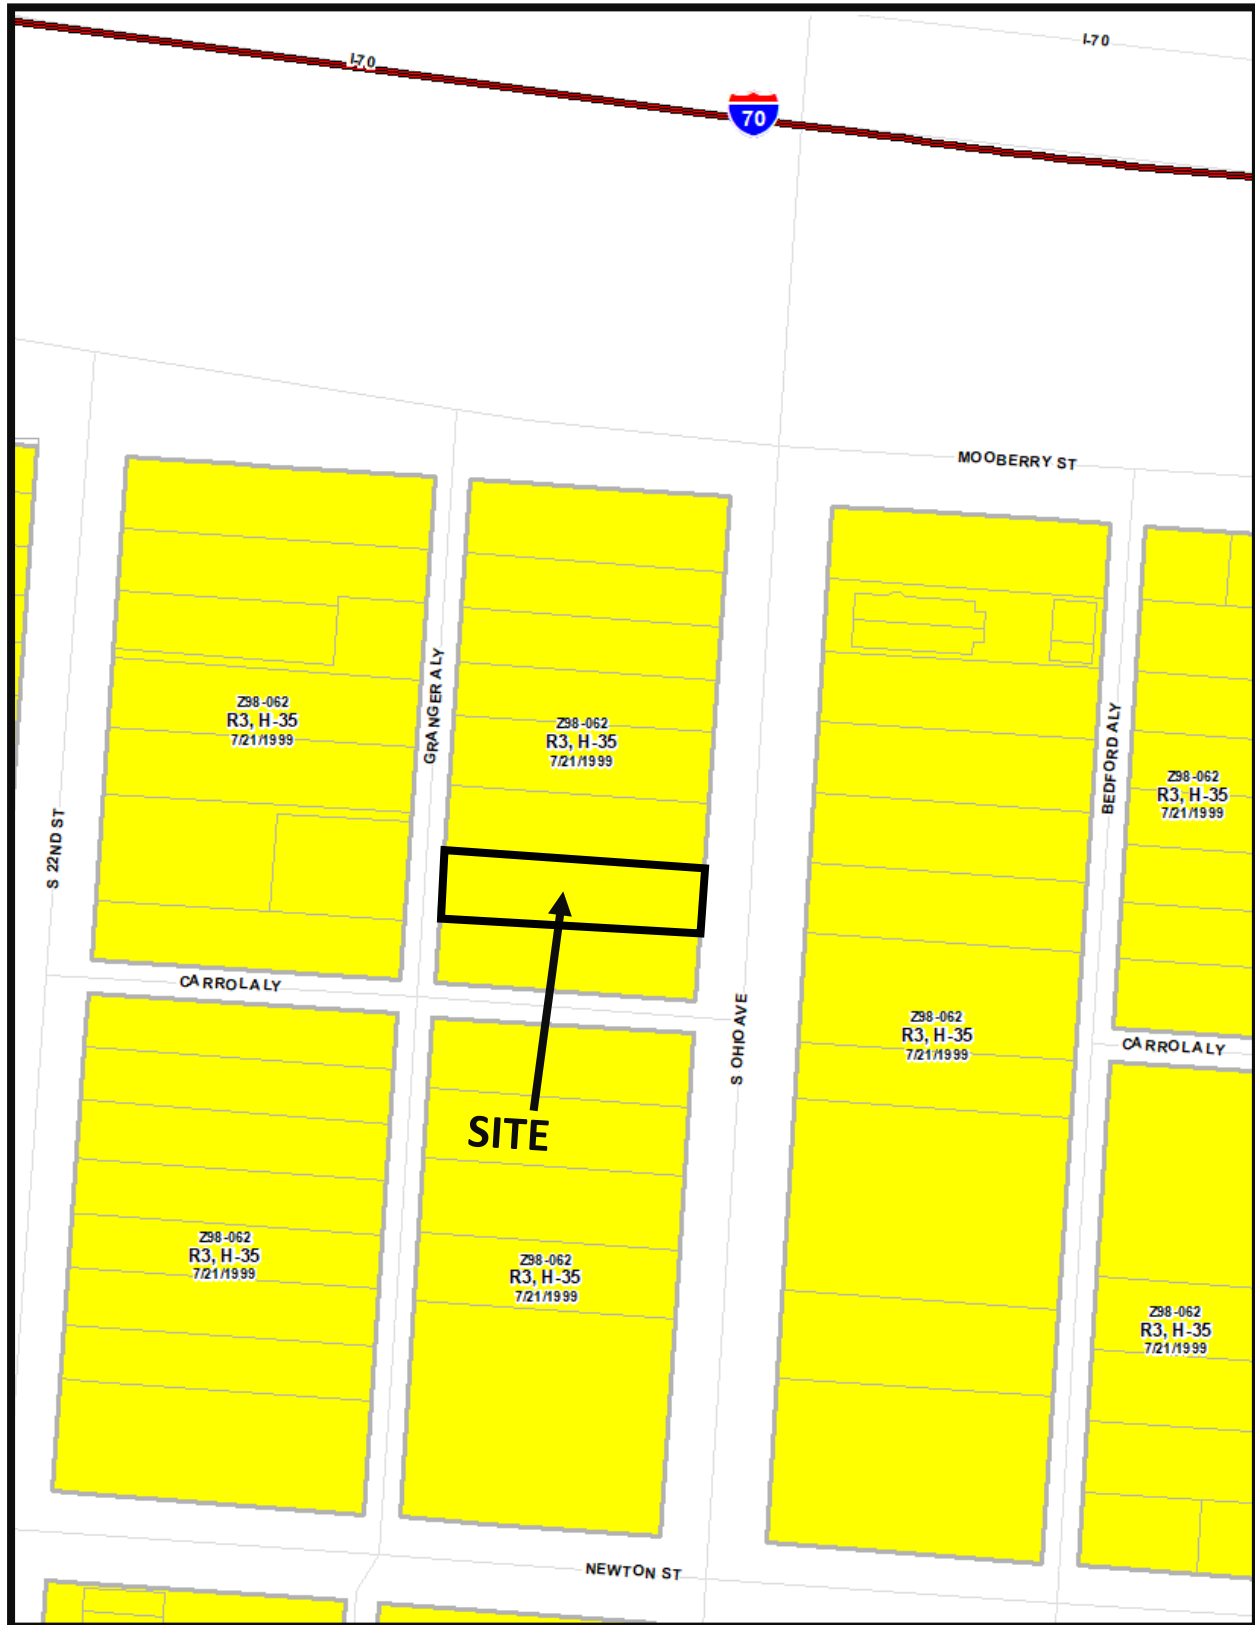 I-70
I-70
70
MOOBERRY ST
GRANGER ALY
Z98-062
R3, H-35
7/21/1999
Z98-062
R3, H-35
7/21/1999
BEDFORD ALY
Z98-062
R3, H-35
7/21/1999
S 22ND ST
CARROL ALY
S OHIO AVE
Z98-062
R3, H-35
7/21/1999
CARROL ALY
SITE
Z98-062
R3, H-35
7/21/1999
Z98-062
R3, H-35
7/21/1999
Z98-062
R3, H-35
7/21/1999
NEWTON ST